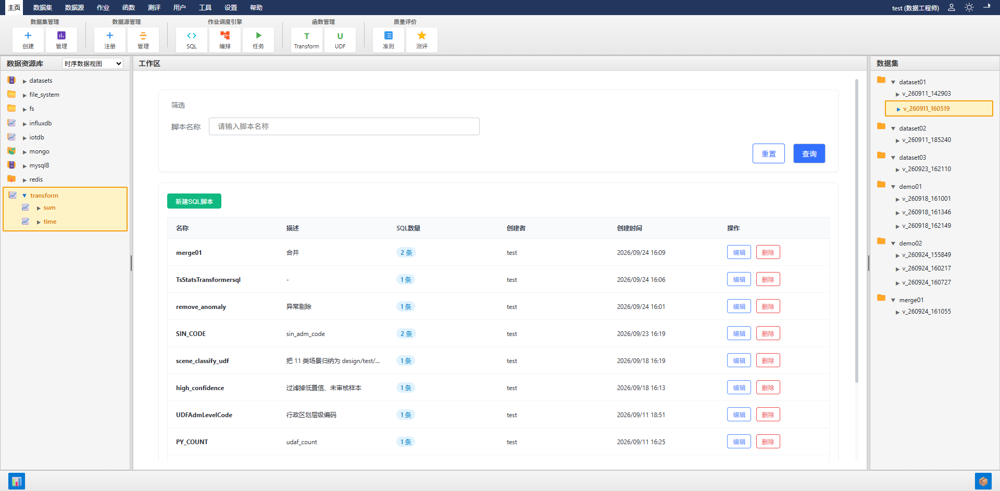 主页 数据集 数据源 作业 函数 测评 用户 工具 设置 帮助 test (数据工程师)
数据集管理 数据源管理 作业调度引擎 函数管理 质量评价
T U
创建 管理 注册 管理 SQL 编排 任务 Transform UDF 准则 测评
数据资源库 时序数据视图
datasets
file_system
fs
influxdb
iotdb
mongo
mysql8
redis
transform
sum
time
工作区
筛选
脚本名称 请输入脚本名称
重置 查询
新建SQL脚本
名称 描述 SQL数量 创建者 创建时间 操作
merge01 合并 2 条 test 2026/09/24 16:09 编辑 删除
TsStatsTransformersql - 1 条 test 2026/09/24 16:06 编辑 删除
remove_anomaly 异常剔除 1 条 test 2026/09/24 16:01 编辑 删除
SIN_CODE sin_adm_code 2 条 test 2026/09/23 16:19 编辑 删除
scene_classify_udf 把 11 类场景归纳为 design/test/... 1 条 test 2026/09/18 16:19 编辑 删除
high_confidence 过滤掉低置信、未审核样本 1 条 test 2026/09/18 16:13 编辑 删除
UDFAdmLevelCode 行政区划层级编码 1 条 test 2026/09/11 18:51 编辑 删除
PY_COUNT udaf_count 1 条 test 2026/09/11 16:25 编辑 删除
数据集
dataset01
v_260911_142903
v_260911_160519
dataset02
v_260911_185240
dataset03
v_260923_162110
demo01
v_260918_161001
v_260918_161346
v_260918_162149
demo02
v_260924_155849
v_260924_160217
v_260924_160727
merge01
v_260924_161055